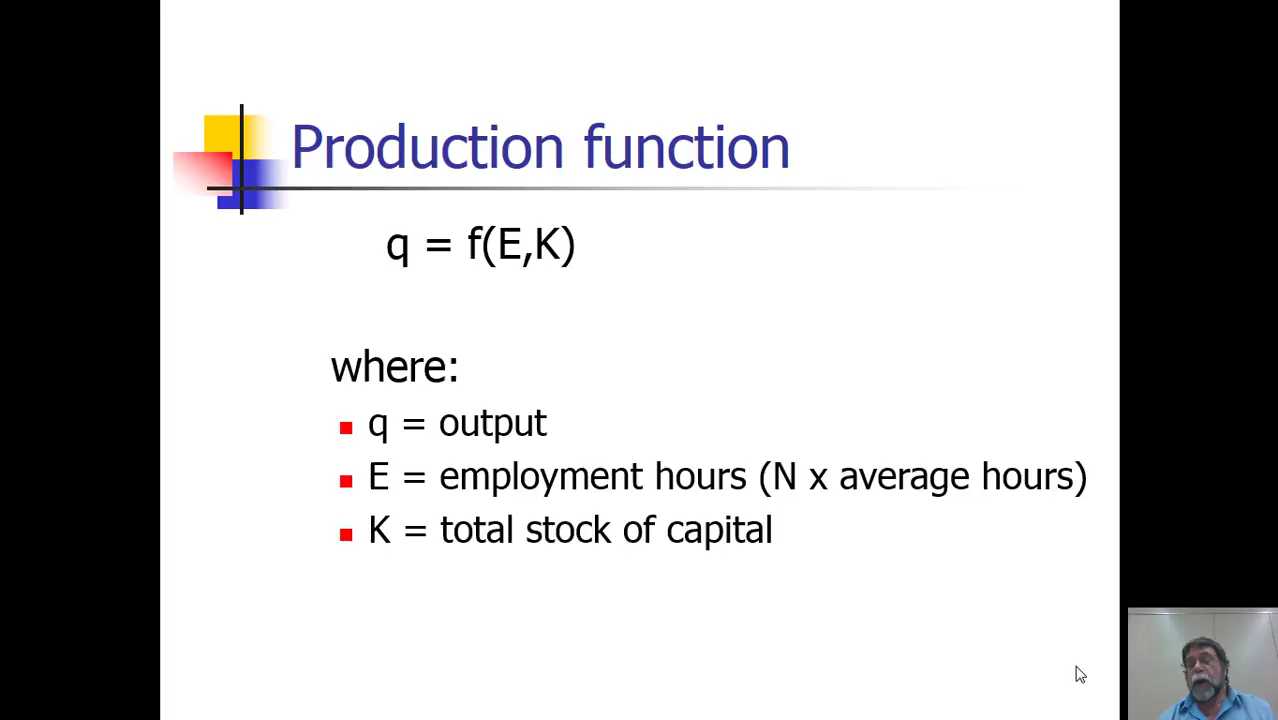 Production function
q = f(E,K)
where:
q = output
E = employment hours (N x average hours)
K = total stock of capital